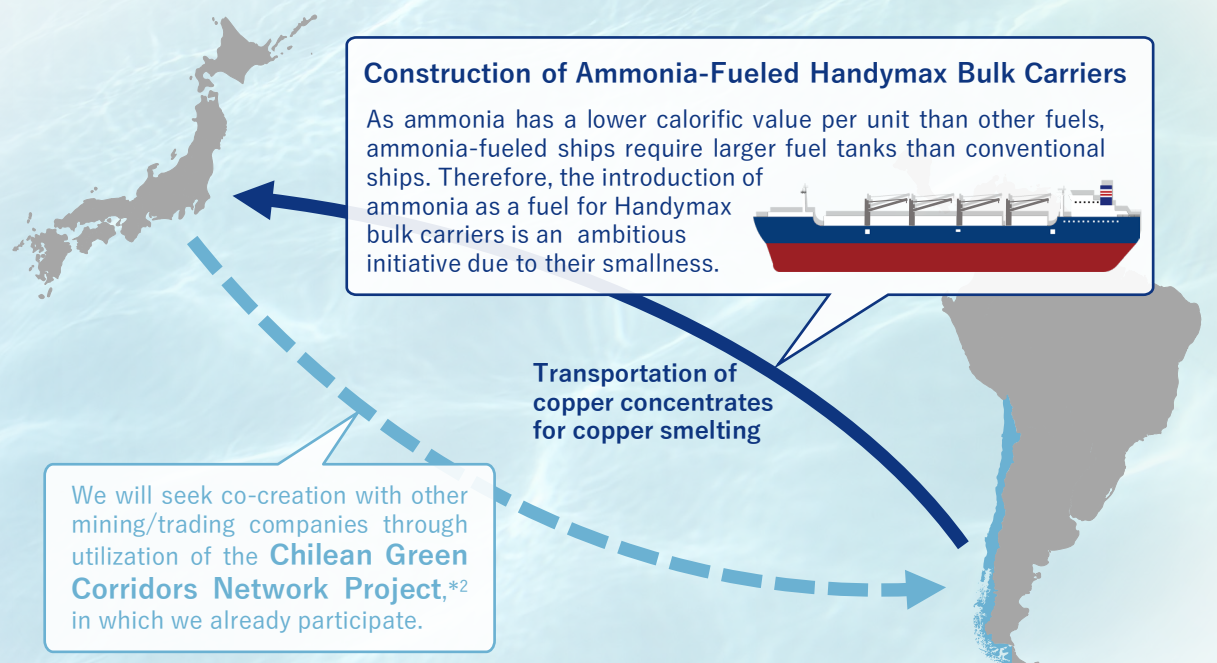 Construction of Ammonia-Fueled Handymax Bulk Carriers
As ammonia has a lower calorific value per unit than other fuels,
ammonia-fueled ships require larger fuel tanks than conventional
ships. Therefore, the introduction of
ammonia as a fuel for Handymax
bulk carriers is an ambitious
initiative due to their smallness.
Transportation of
copper concentrates
for copper smelting
We will seek co-creation with other
mining/trading companies through
utilization of the Chilean Green
Corridors Network Project,*2
in which we already participate.